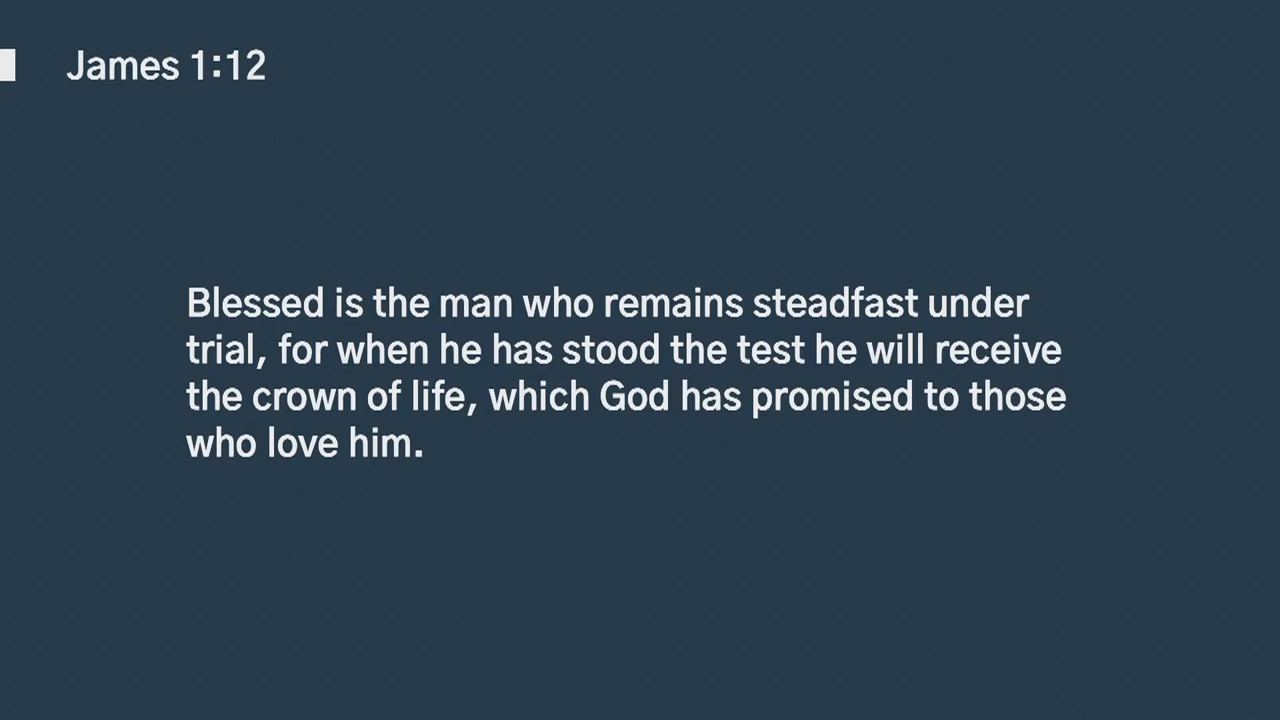 James 1:12
Blessed is the man who remains steadfast under
trial, for when he has stood the test he will receive
the crown of life, which God has promised to those
who love him.